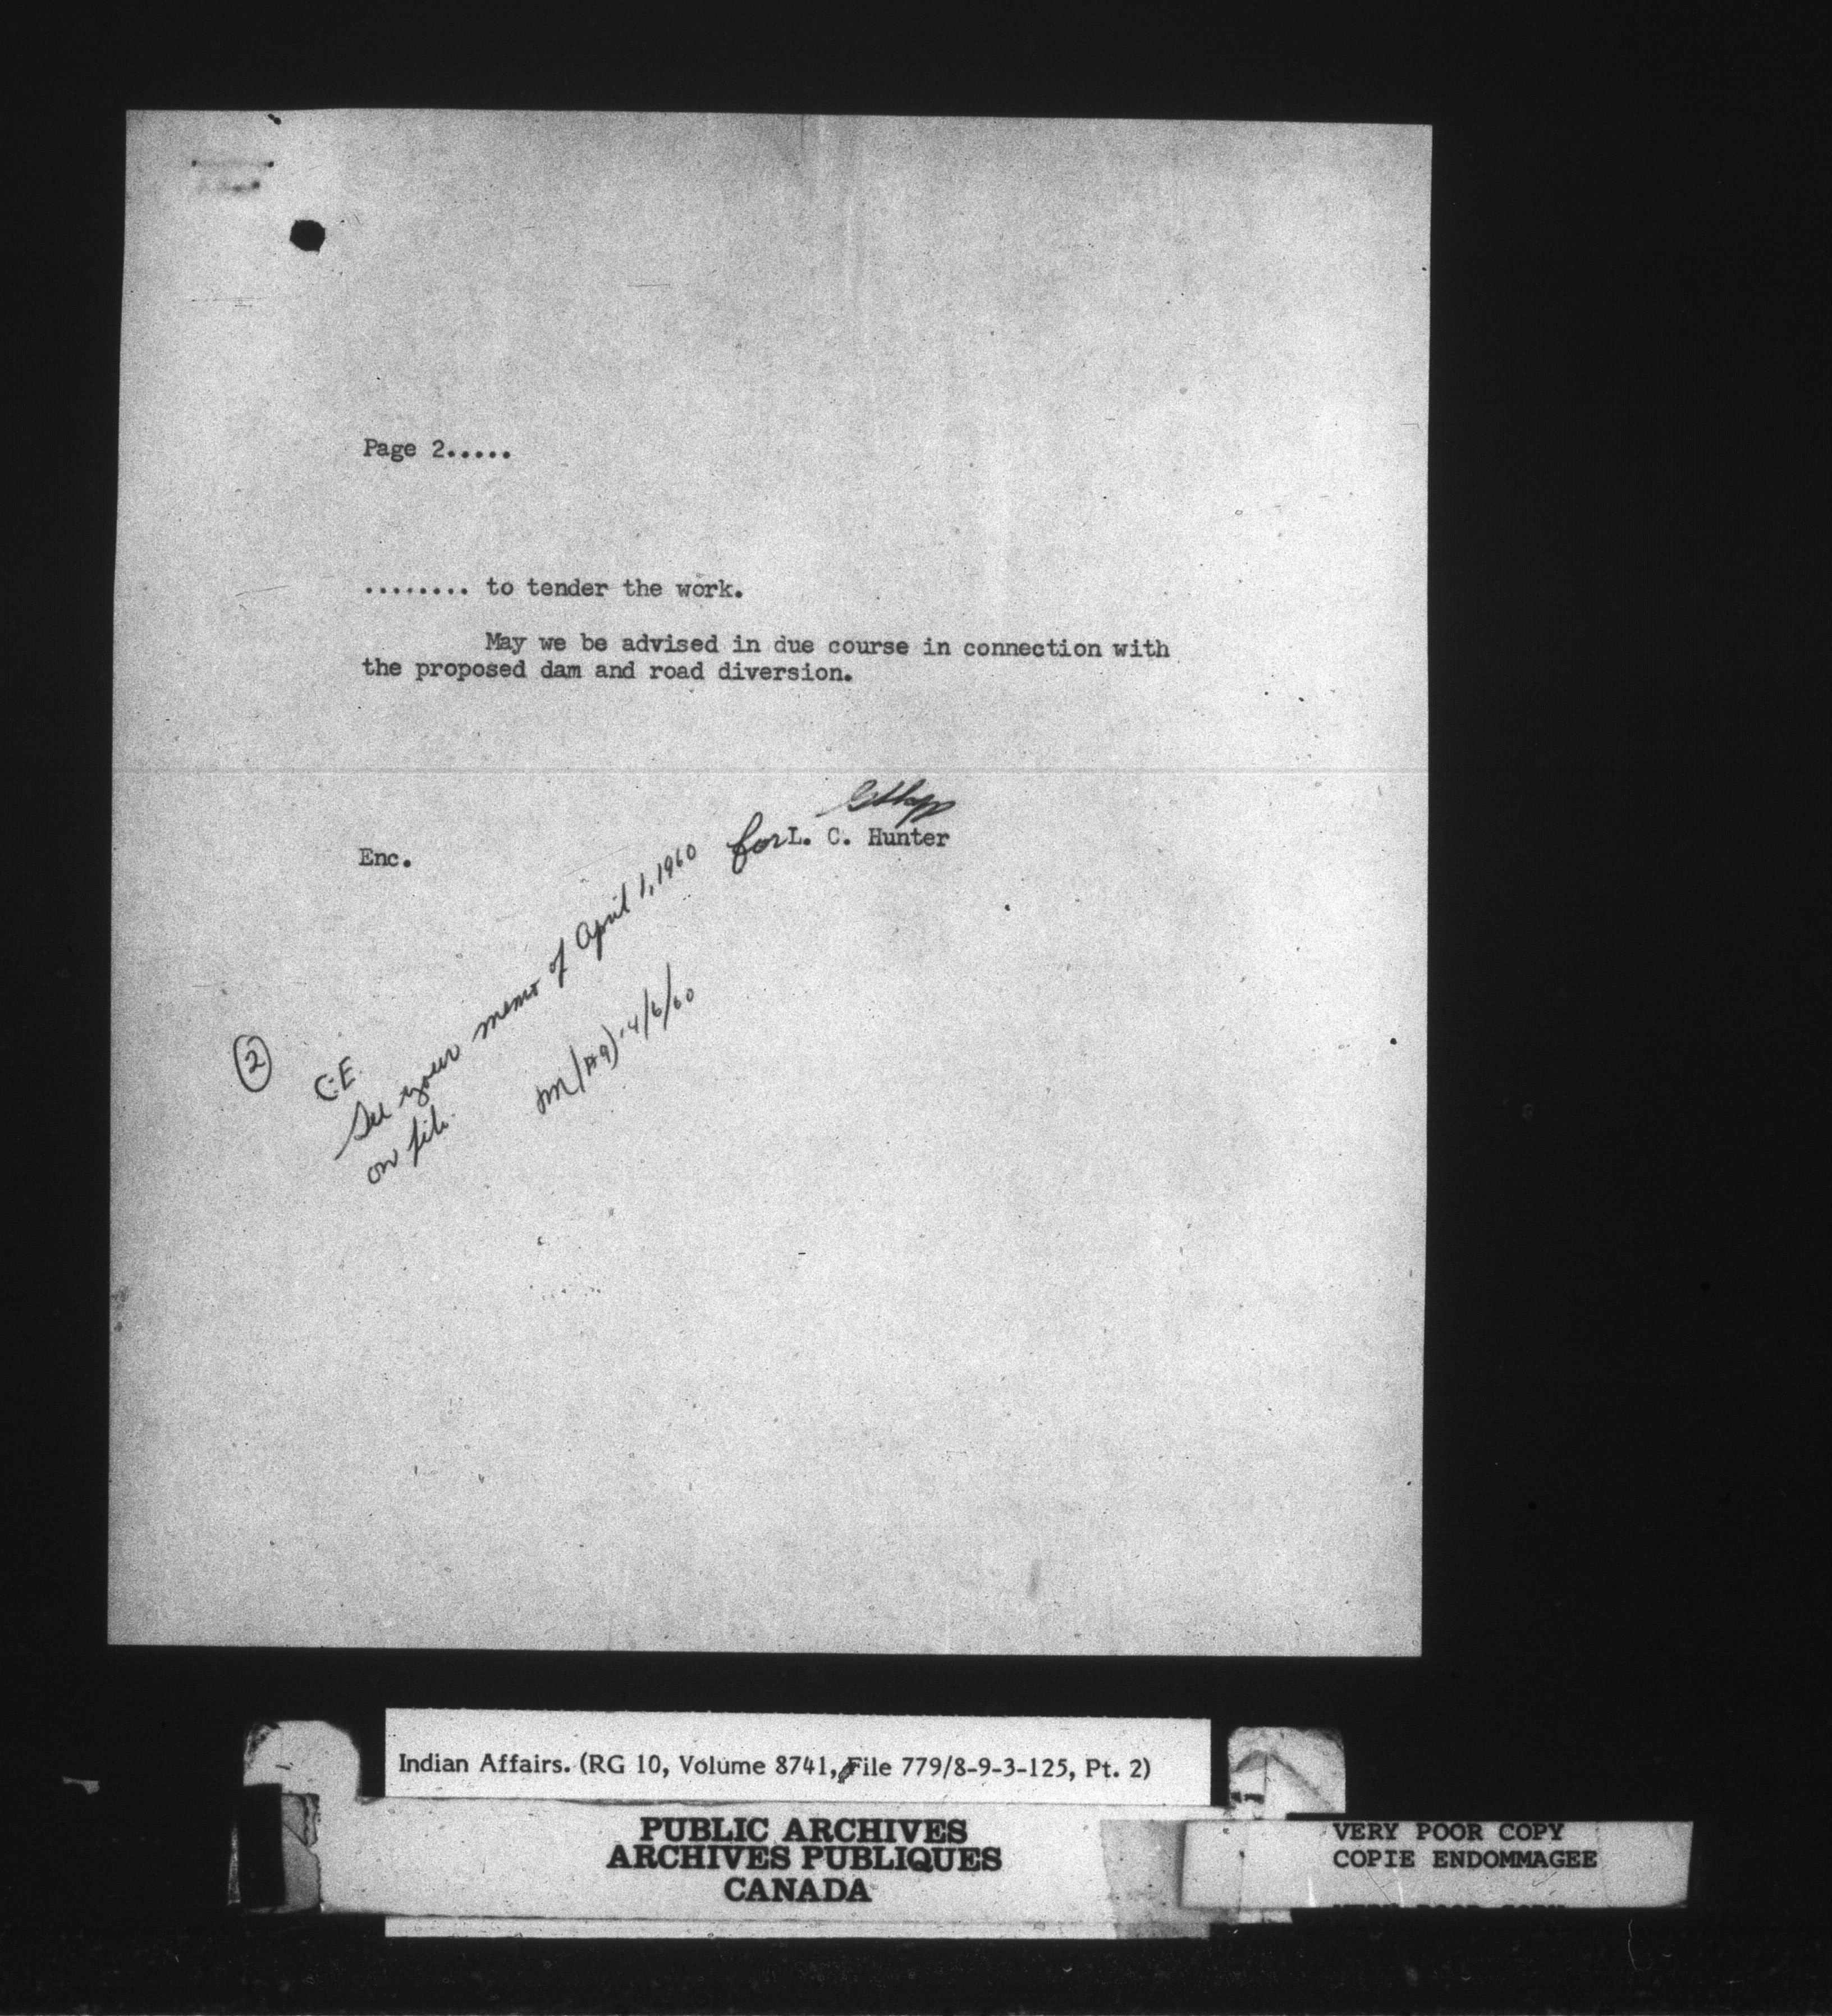 Page 2.....
........ to tender the work.
May we be advised in due course in connection with
the proposed dam and road diversion.
for L. C. Hunter
Enc.
②
C.E.
See your memo of April 1, 1960
on file.
4/6/60
Indian Affairs. (RG 10, Volume 8741, File 779/8-9-3-125, Pt. 2)
PUBLIC ARCHIVES
ARCHIVES PUBLIQUES
CANADA
VERY POOR COPY
COPIE ENDOMMAGEE